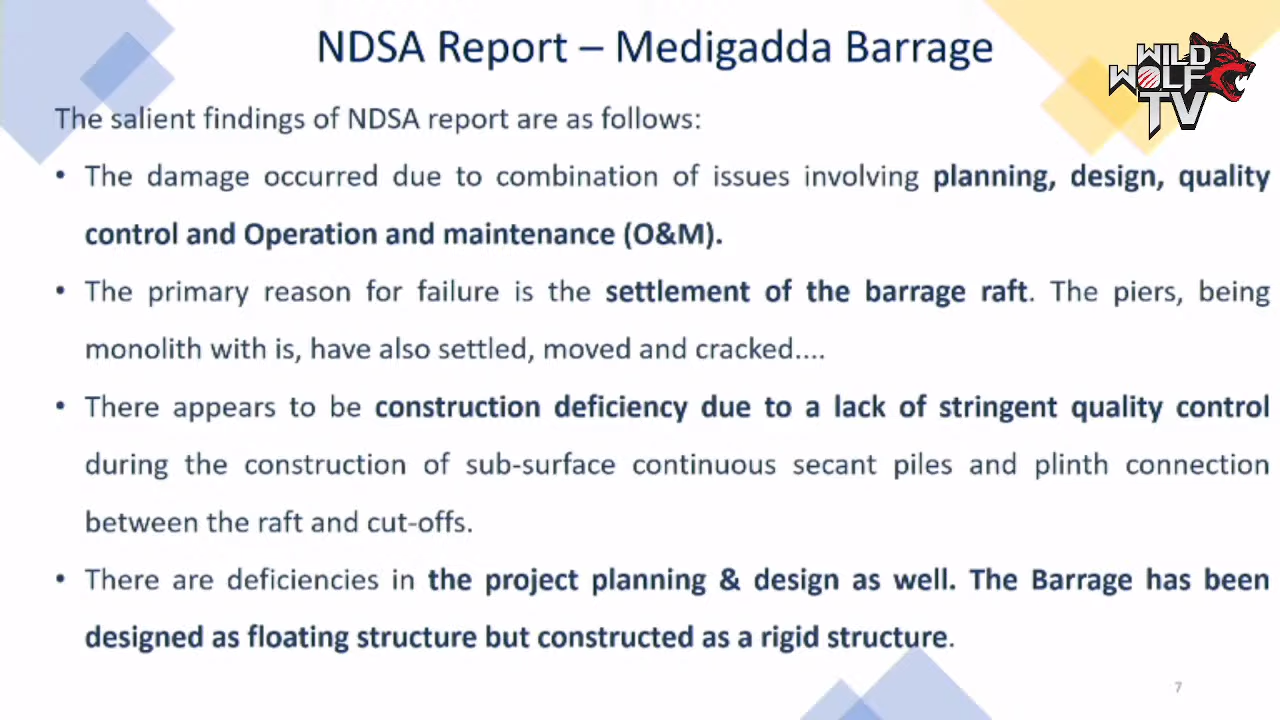 NDSA Report – Medigadda Barrage
WILD
WOLF
TV
The salient findings of NDSA report are as follows:
• The damage occurred due to combination of issues involving planning, design, quality
control and Operation and maintenance (O&M).
• The primary reason for failure is the settlement of the barrage raft. The piers, being
monolith with is, have also settled, moved and cracked....
• There appears to be construction deficiency due to a lack of stringent quality control
during the construction of sub-surface continuous secant piles and plinth connection
between the raft and cut-offs.
• There are deficiencies in the project planning & design as well. The Barrage has been
designed as floating structure but constructed as a rigid structure.
7